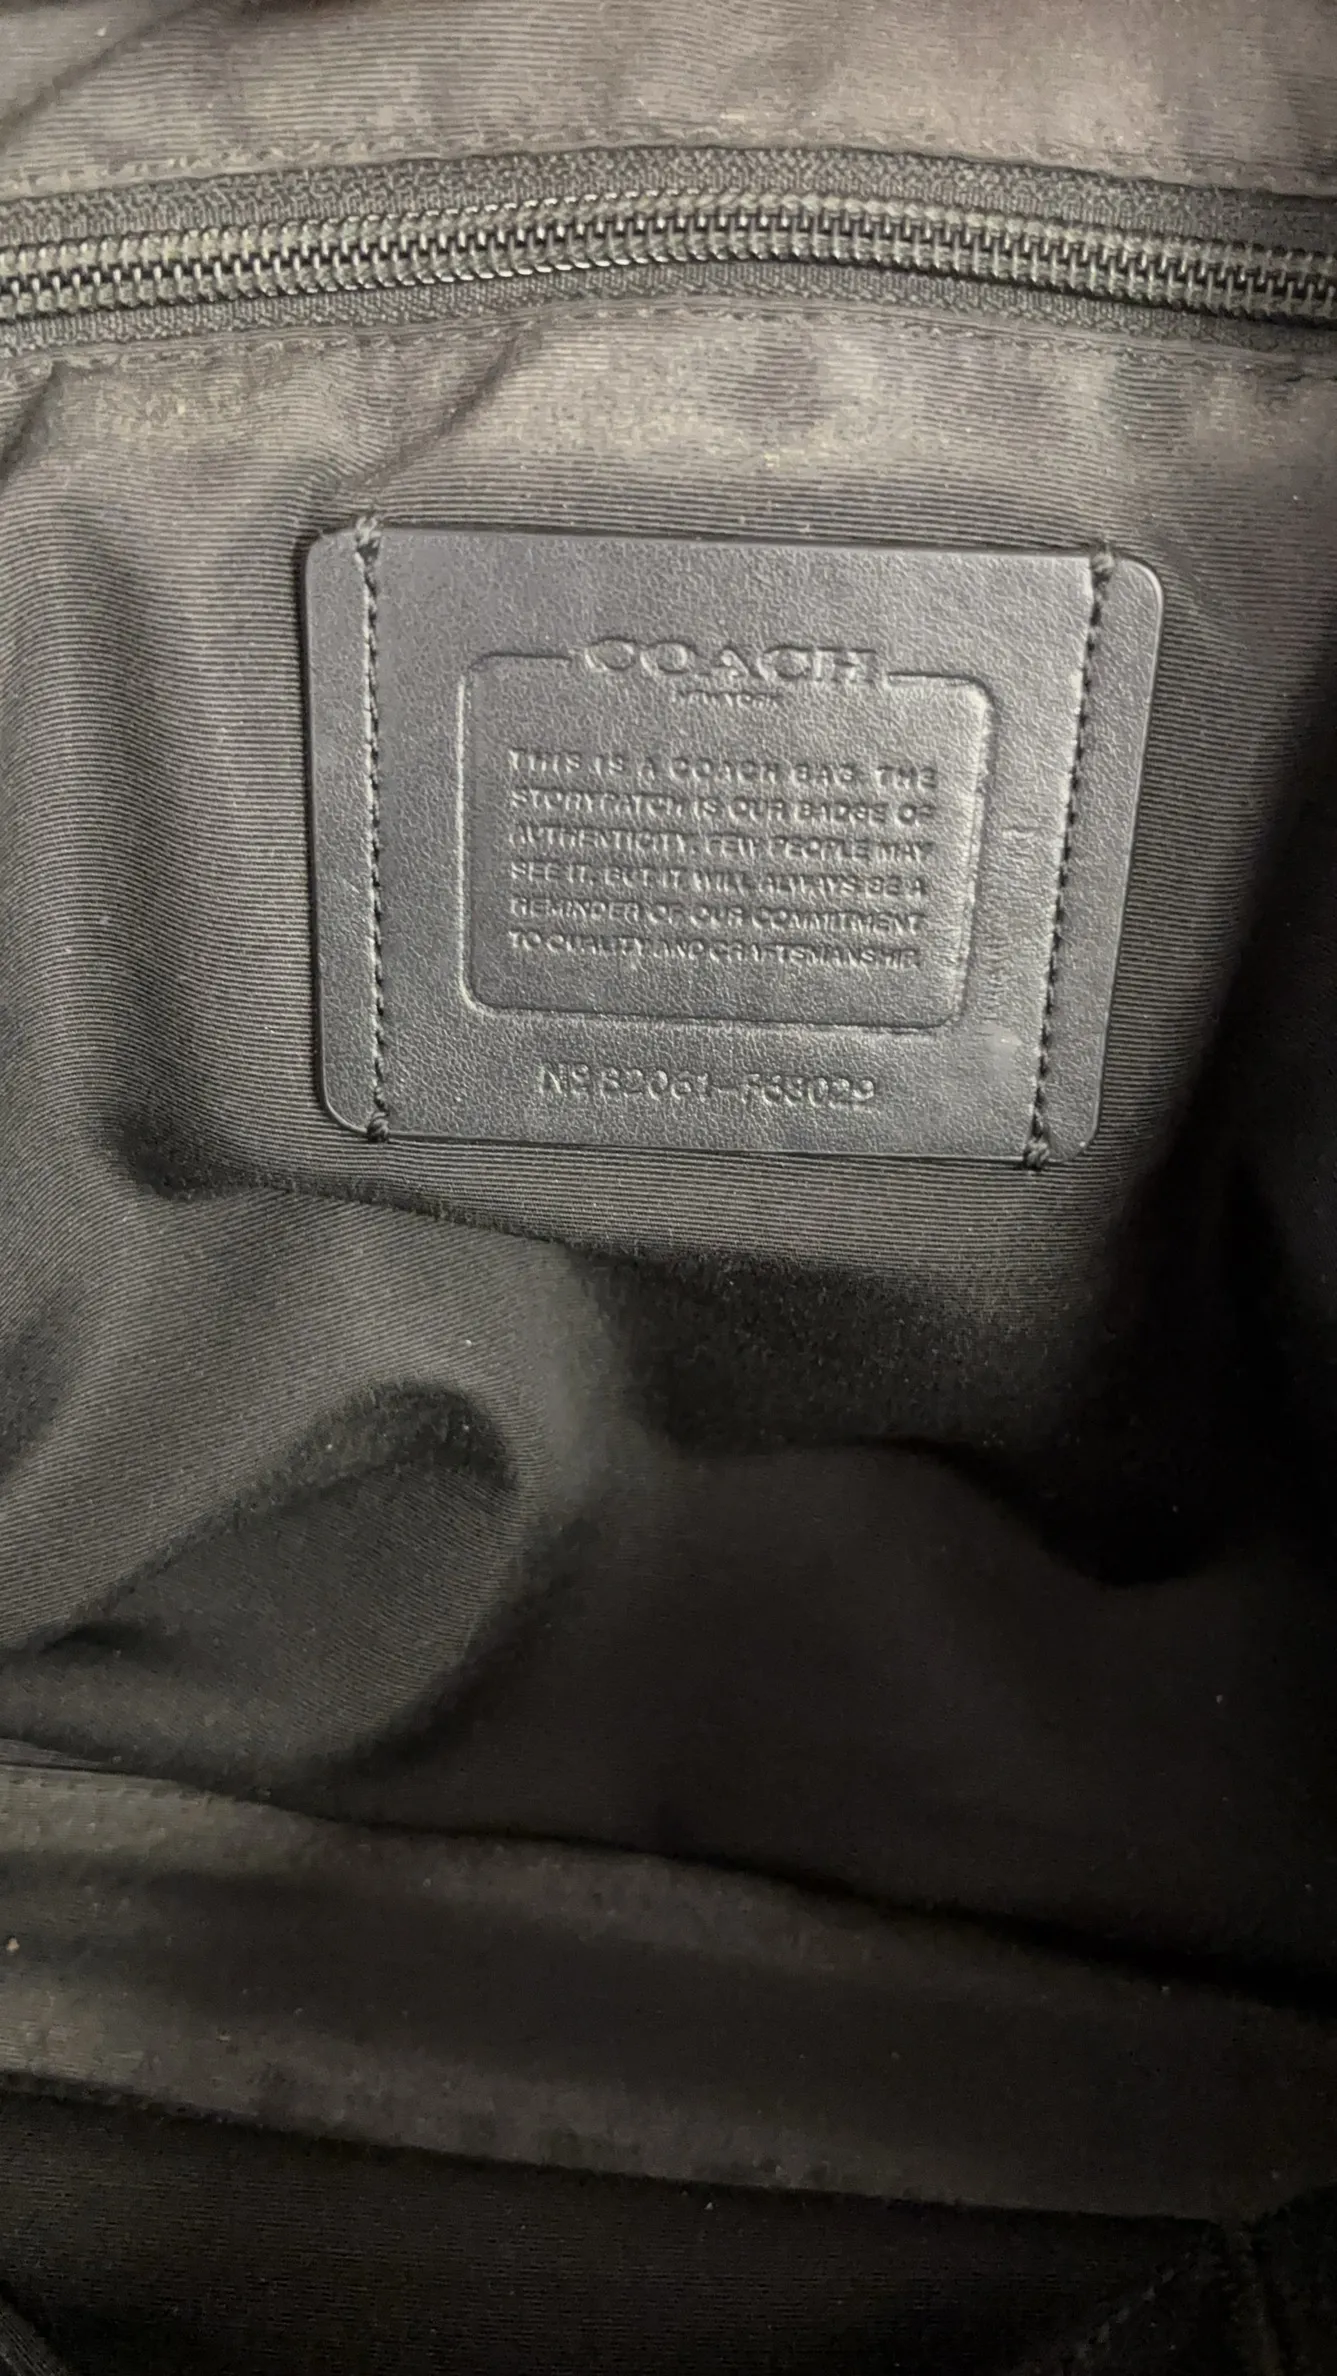 COACH
NEW YORK
THIS IS A COACH BAG. THE
STORYPATCH IS OUR BADGE OF
AUTHENTICITY. FEW PEOPLE MAY
SEE IT, BUT IT WILL ALWAYS BE A
REMINDER OF OUR COMMITMENT
TO QUALITY AND CRAFTSMANSHIP.